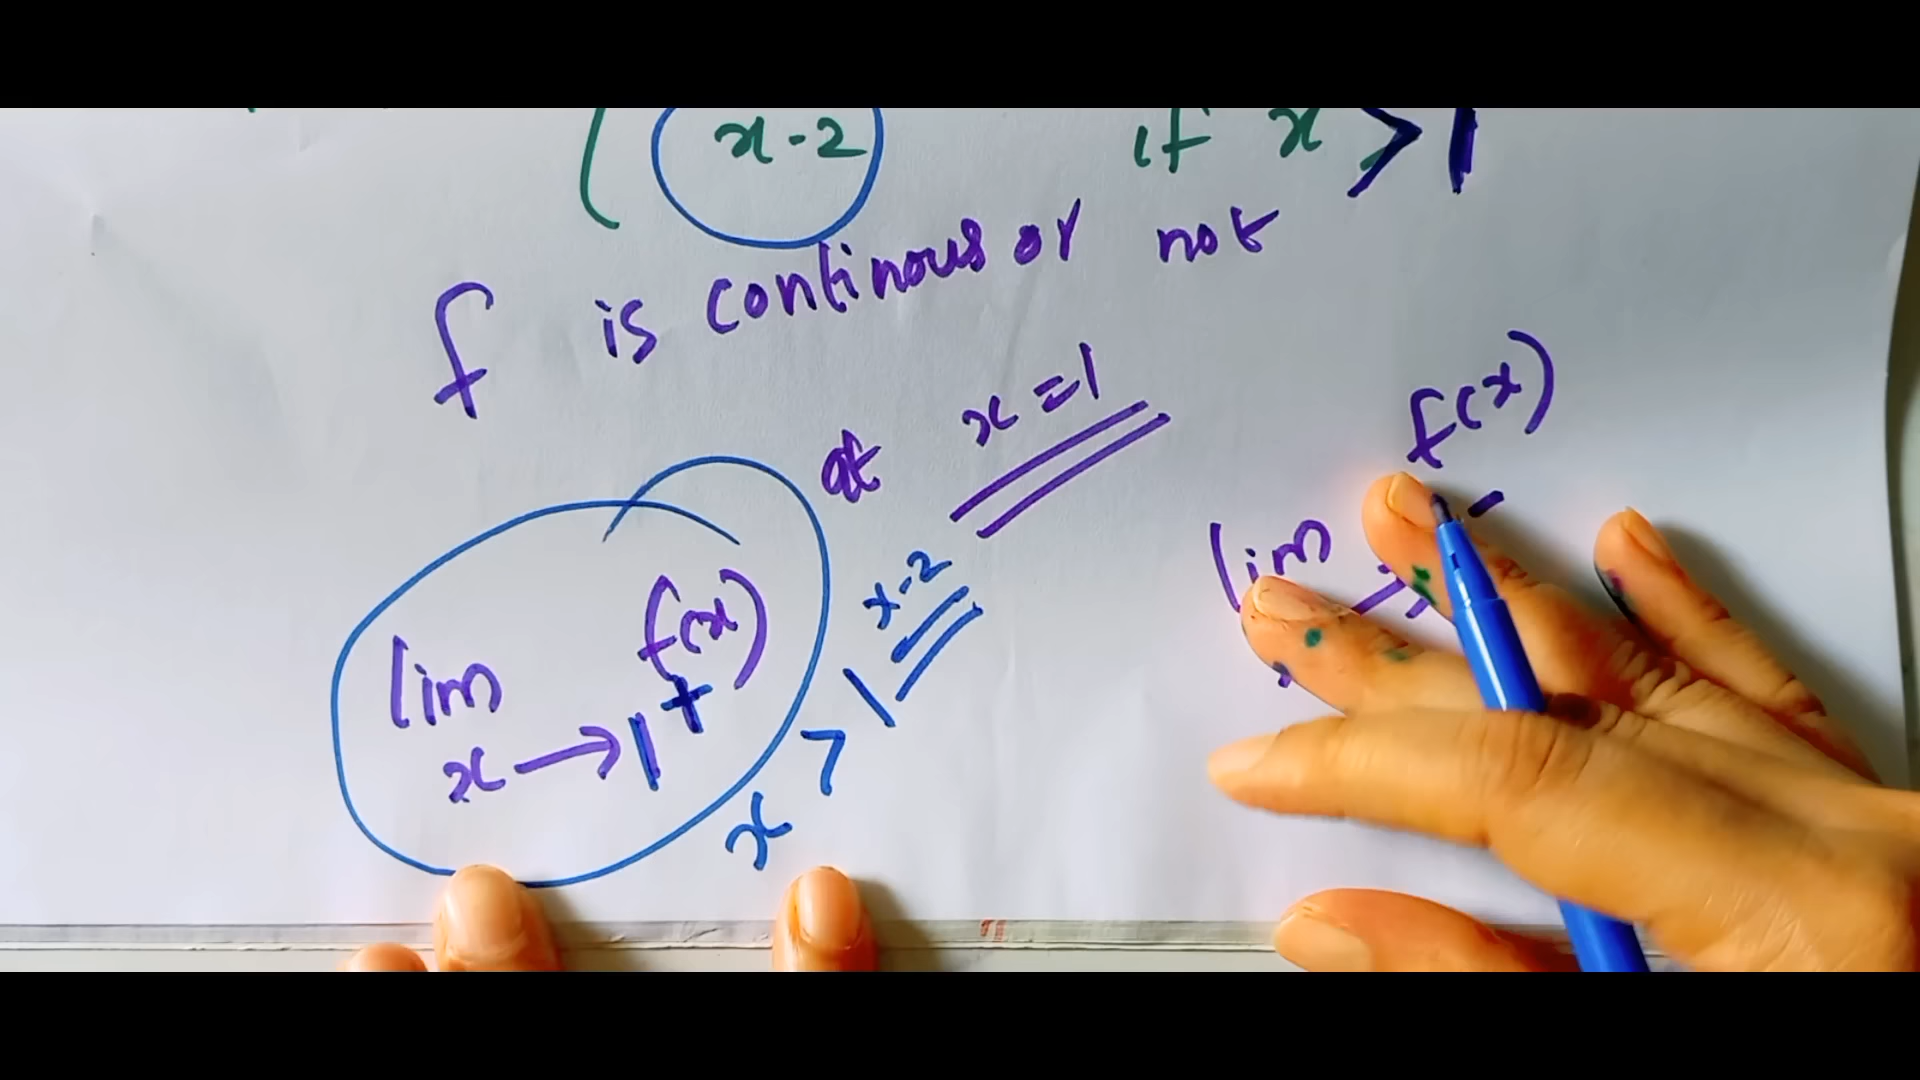 x-2 if x > 1
f is continous or not
at x = 1
lim x → 1+ f(x)
x > 1 x-2
lim f(x)